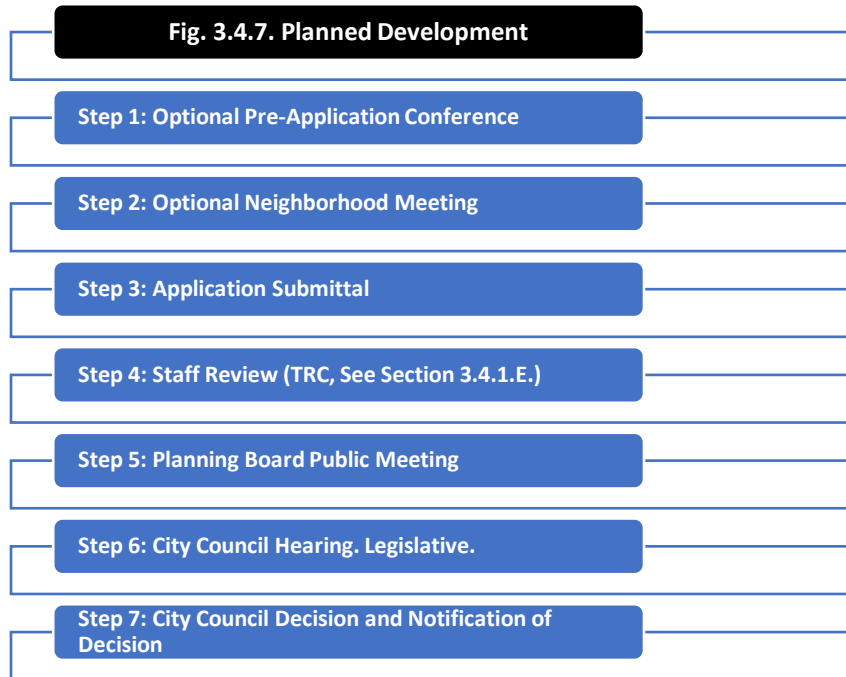 Fig. 3.4.7. Planned Development
Step 1: Optional Pre-Application Conference
Step 2: Optional Neighborhood Meeting
Step 3: Application Submittal
Step 4: Staff Review (TRC, See Section 3.4.1.E.)
Step 5: Planning Board Public Meeting
Step 6: City Council Hearing. Legislative.
Step 7: City Council Decision and Notification of
Decision